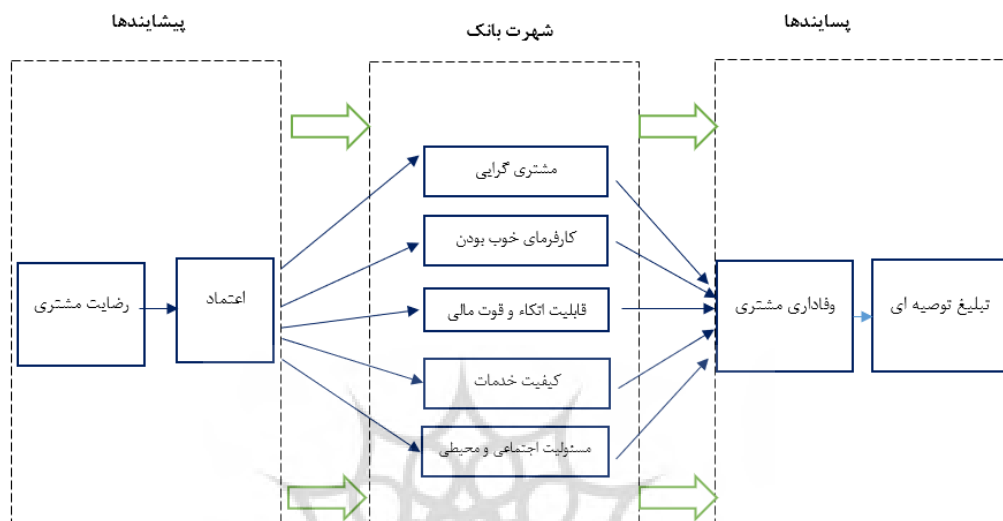 پیشایندها
شهرت بانک
پسایندها
مشتری گرایی
کارفرمای خوب بودن
رضایت مشتری
اعتماد
قابلیت اتکاء و قوت مالی
وفاداری مشتری
تبلیغ توصیه ای
کیفیت خدمات
مسئولیت اجتماعی و محیطی